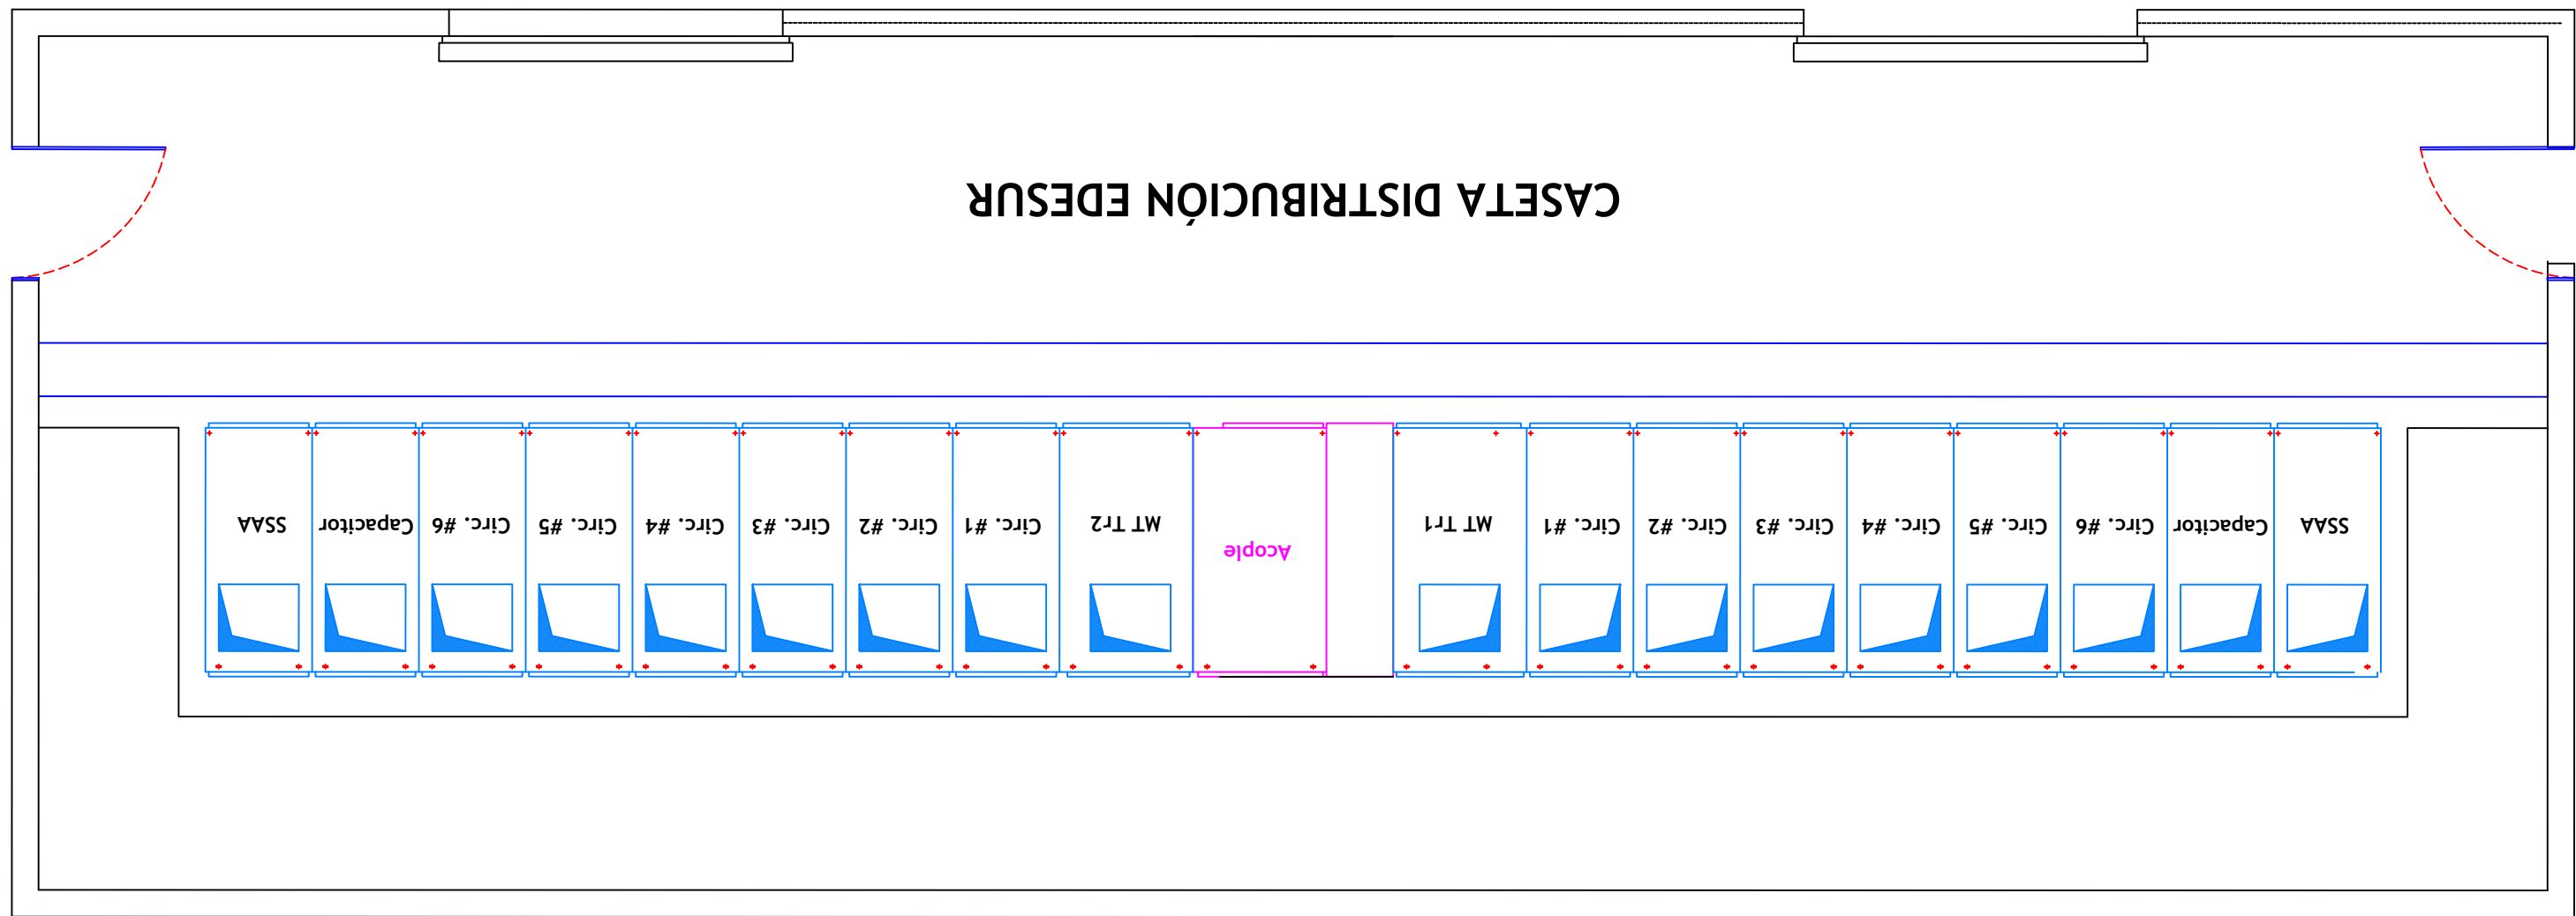 SSAA
Capacitor
Circ. #6
Circ. #5
Circ. #4
Circ. #3
Circ. #2
Circ. #1
MT Tr1
Acople
MT Tr2
Circ. #1
Circ. #2
Circ. #3
Circ. #4
Circ. #5
Circ. #6
Capacitor
SSAA
CASETA DISTRIBUCIÓN EDESUR